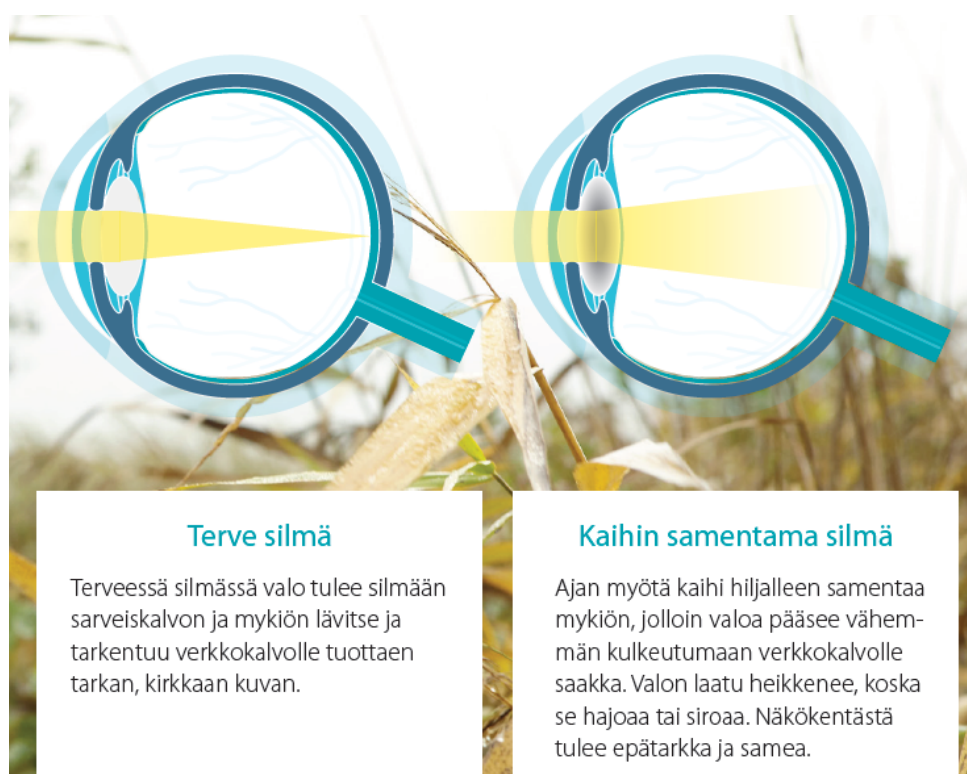 Terve silmä
Terveessä silmässä valo tulee silmään
sarveiskalvon ja mykiön lävitse ja
tarkentuu verkkokalvolle tuottaen
tarkan, kirkkaan kuvan.
Kaihin samentama silmä
Ajan myötä kaihi hiljalleen samentaa
mykiön, jolloin valoa pääsee vähem-
män kulkeutumaan verkkokalvolle
saakka. Valon laatu heikkenee, koska
se hajoaa tai siroaa. Näkökentästä
tulee epätarkka ja samea.